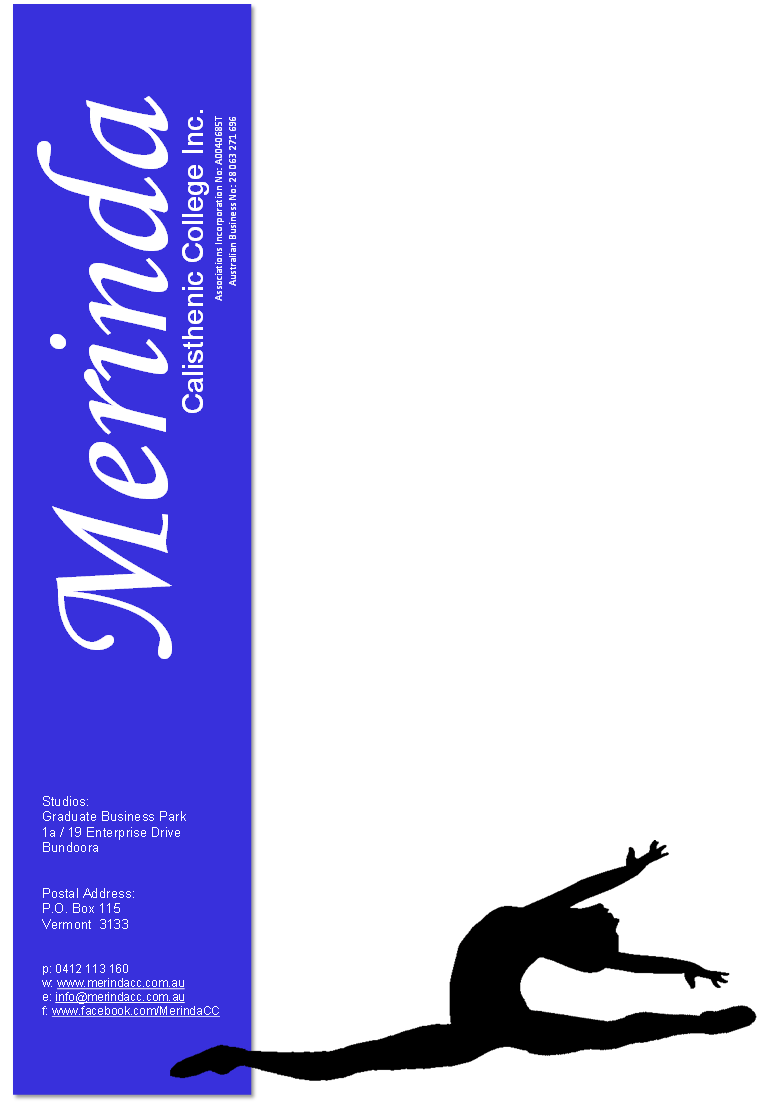 Merinda
Calisthenic College Inc.
Associations Incorporation No: A0040685T
Australian Business No: 28 063 271 696
Studios:
Graduate Business Park
1a / 19 Enterprise Drive
Bundoora
Postal Address:
P.O. Box 115
Vermont  3133
p: 0412 113 160
w: www.merindacc.com.au
e: info@merindacc.com.au
f: www.facebook.com/MerindaCC